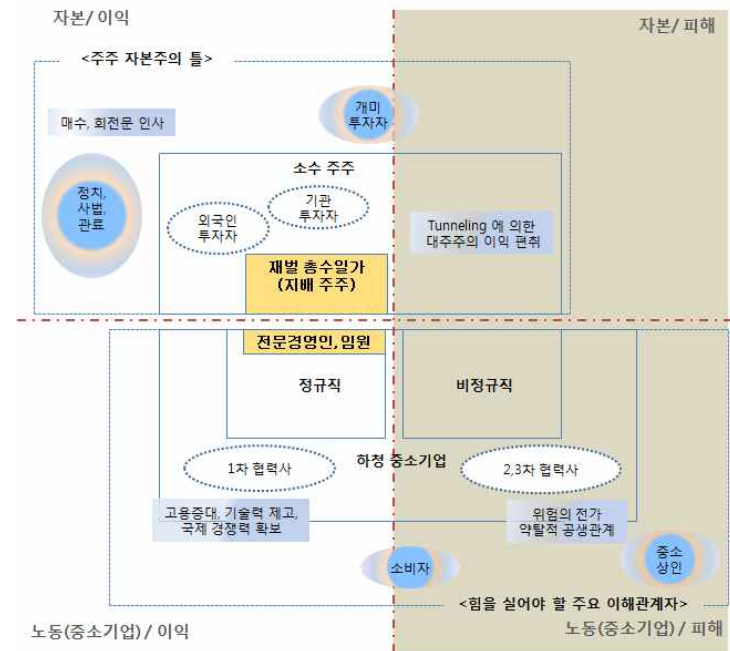 자본/ 이익
자본/ 피해
<주주 자본주의 틀>
매수, 회전문 인사
개미
투자자
정치,
사법,
관료
소수 주주
외국인
투자자
기관
투자자
Tunneling 에 의한
대주주의 이익 편취
재벌 총수일가
(지배 주주)
전문경영인, 임원
정규직
비정규직
1차 협력사
하청 중소기업
2,3차 협력사
고용증대, 기술력 제고,
국제 경쟁력 확보
위험의 전가
약탈적 공생관계
소비자
중소
상인
<힘을 실어야 할 주요 이해관계자>
노동(중소기업) / 이익
노동(중소기업) / 피해